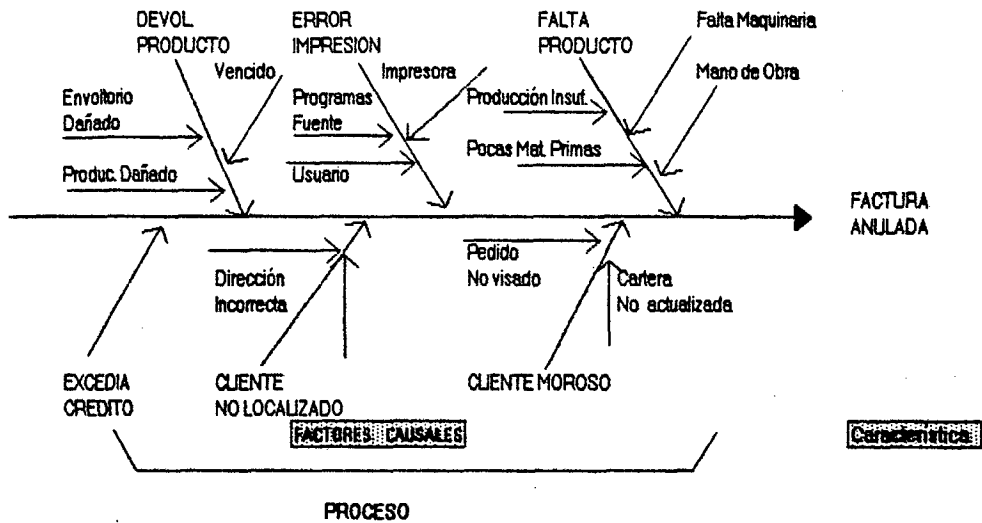 DEVOL
PRODUCTO
ERROR
IMPRESION
FALTA
PRODUCTO
Falta Maquinaria
Vencido
Impresora
Mano de Obra
Envoltorio
Dañado
Programas
Fuente
Producción Insuf.
Produc. Dañado
Usuario
Pocas Mat. Primas
FACTURA
ANULADA
Dirección
Incorrecta
Pedido
No visado
Cartera
No actualizada
EXCEDIA
CREDITO
CLIENTE
NO LOCALIZADO
CLIENTE MOROSO
FACTORES CAUSALES
Característica
PROCESO